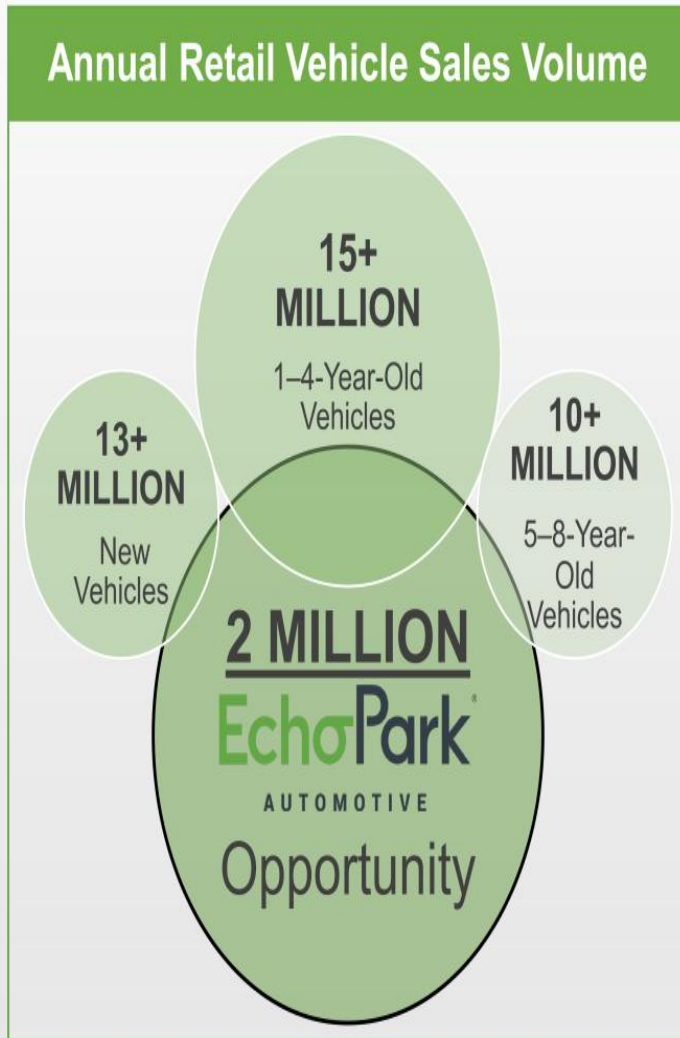 Annual Retail Vehicle Sales Volume
15+
MILLION
1–4-Year-Old
Vehicles
13+
MILLION
New
Vehicles
10+
MILLION
5–8-Year-
Old
Vehicles
2 MILLION
EchoPark®
AUTOMOTIVE
Opportunity